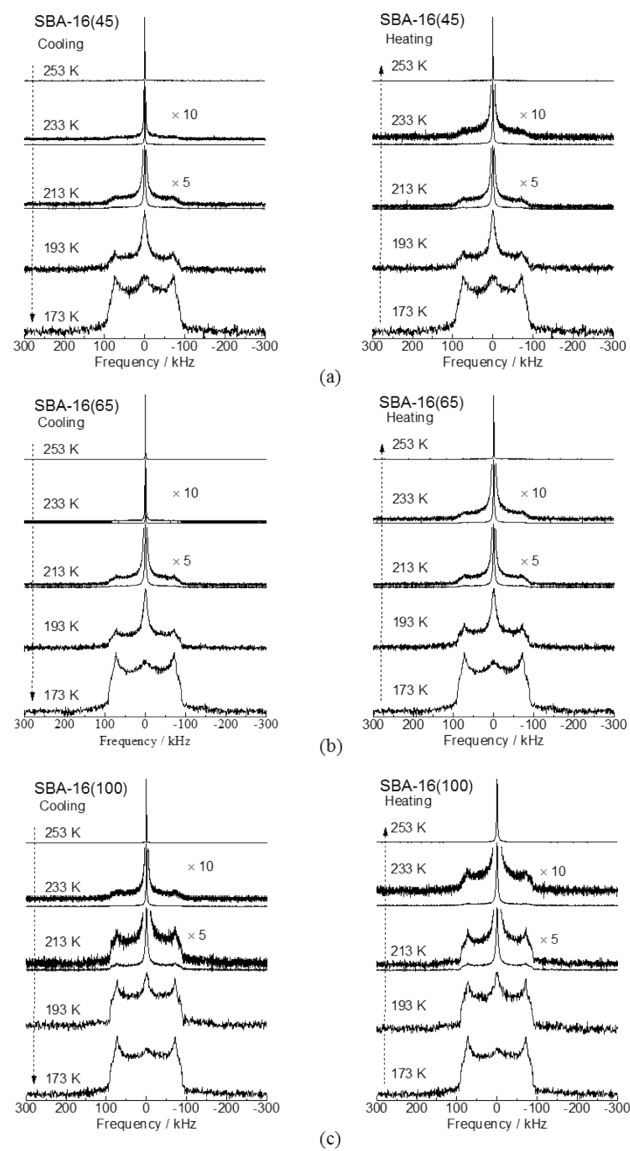 SBA-16(45)
Cooling
253 K
233 K
× 10
213 K
× 5
193 K
173 K
300 200 100 0 -100 -200 -300
Frequency / kHz
SBA-16(45)
Heating
253 K
233 K
× 10
213 K
× 5
193 K
173 K
300 200 100 0 -100 -200 -300
Frequency / kHz
(a)
SBA-16(65)
Cooling
253 K
233 K
× 10
213 K
× 5
193 K
173 K
300 200 100 0 -100 -200 -300
Frequency / kHz
SBA-16(65)
Heating
253 K
233 K
× 10
213 K
× 5
193 K
173 K
300 200 100 0 -100 -200 -300
Frequency / kHz
(b)
SBA-16(100)
Cooling
253 K
233 K
× 10
213 K
× 5
193 K
173 K
300 200 100 0 -100 -200 -300
Frequency / kHz
SBA-16(100)
Heating
253 K
233 K
× 10
213 K
× 5
193 K
173 K
300 200 100 0 -100 -200 -300
Frequency / kHz
(c)